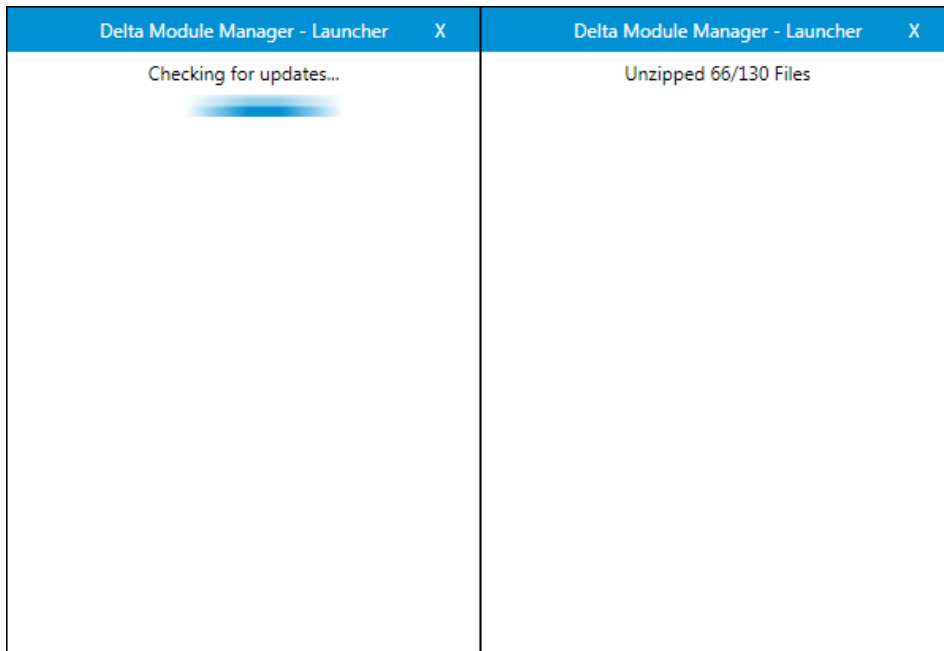 Delta Module Manager - Launcher X
Checking for updates...
Delta Module Manager - Launcher X
Unzipped 66/130 Files